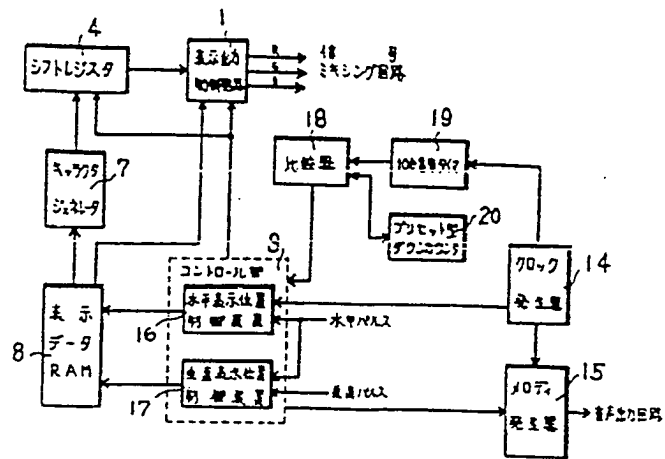 4
シフトレジスタ
1
表示出力
制御回路
R
G
B
信号
ミキシング回路
18
比較器
19
10進
タイマ
プリセット型
ダウンカウンタ
20
キャラクタ
ジェネレータ
7
クロック
発生器
14
S
コントロール部
水平表示位置
制御装置
16
水平パルス
表示
データ
RAM
8
垂直表示位置
制御装置
17
垂直パルス
メロディ
発生器
15
音声出力回路